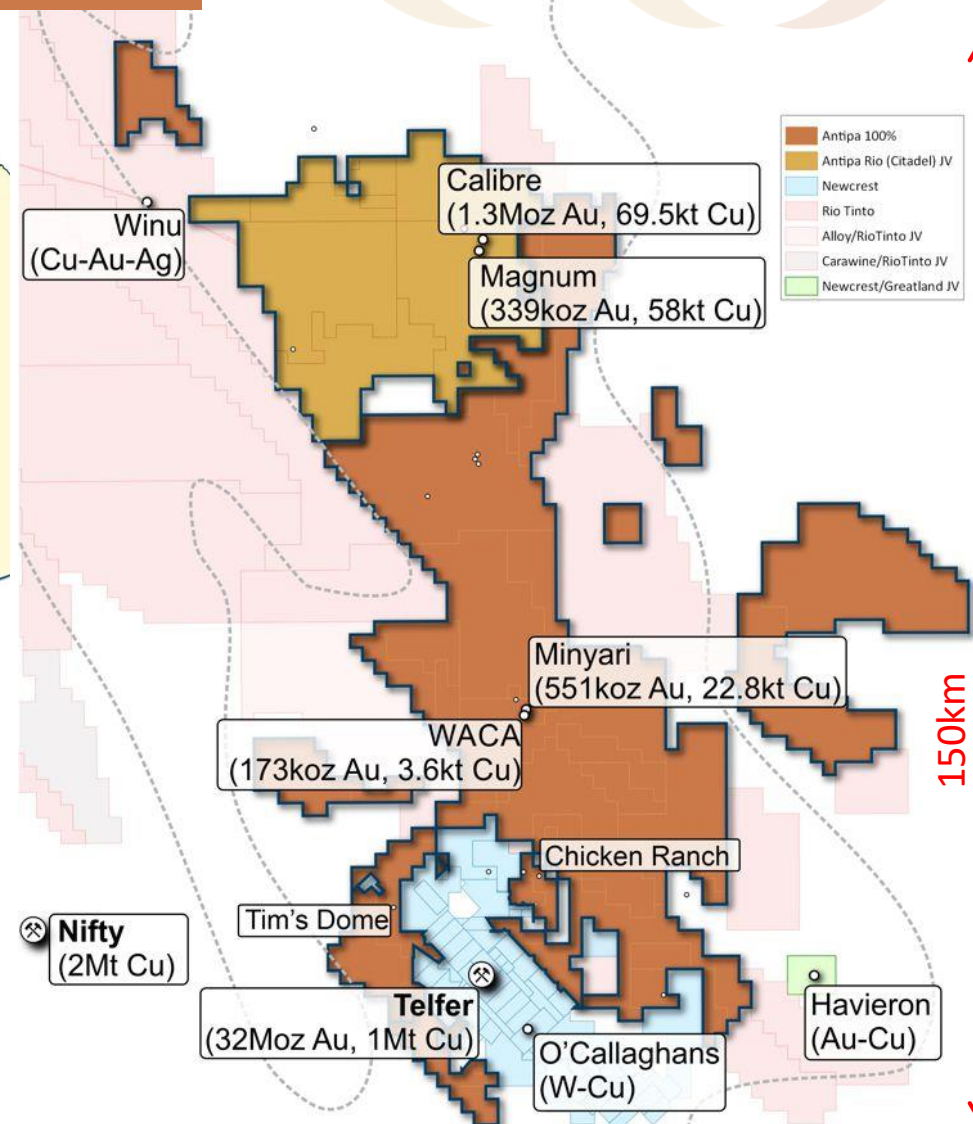 Antipa 100%
Antipa Rio (Citadel) JV
Newcrest
Rio Tinto
Alloy/RioTinto JV
Carawine/RioTinto JV
Newcrest/Greatland JV
Calibre
(1.3Moz Au, 69.5kt Cu)
Winu
(Cu-Au-Ag)
Magnum
(339koz Au, 58kt Cu)
Minyari
(551koz Au, 22.8kt Cu)
WACA
(173koz Au, 3.6kt Cu)
150km
Chicken Ranch
Tim's Dome
Nifty
(2Mt Cu)
Telfer
(32Moz Au, 1Mt Cu)
Havieron
(Au-Cu)
O'Callaghans
(W-Cu)